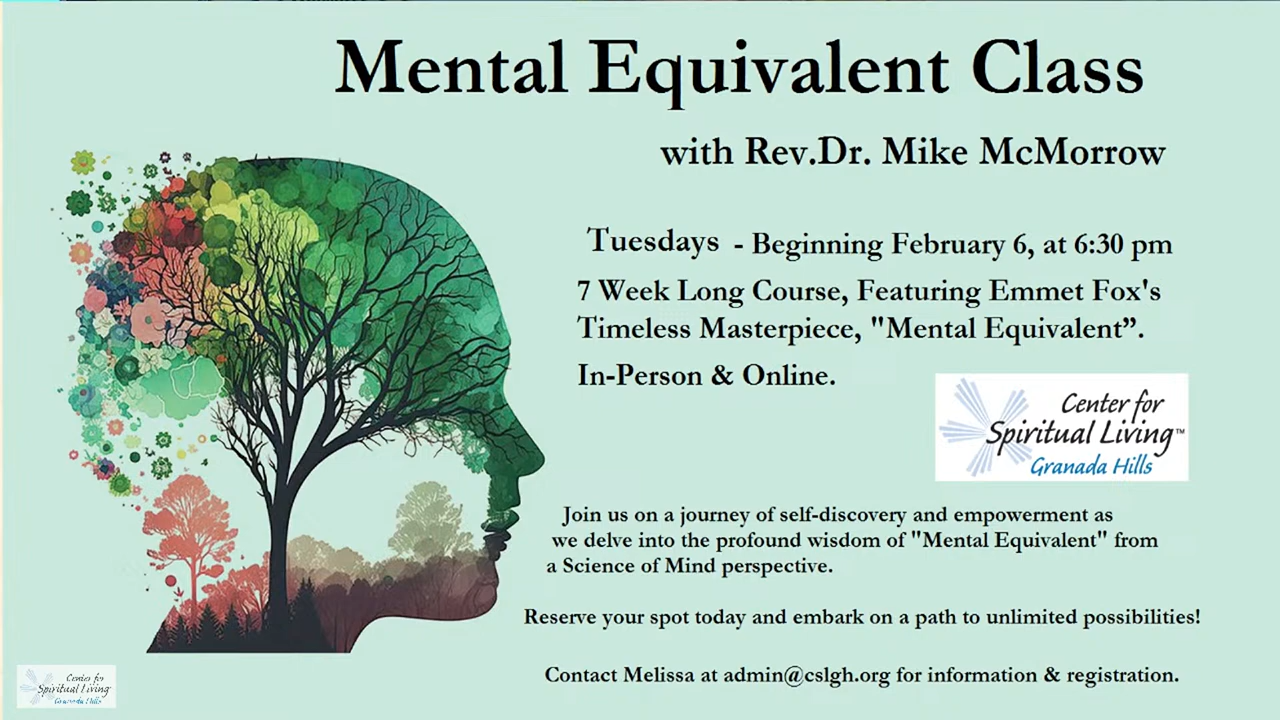 Mental Equivalent Class
with Rev.Dr. Mike McMorrow
Tuesdays - Beginning February 6, at 6:30 pm
7 Week Long Course, Featuring Emmet Fox's
Timeless Masterpiece, "Mental Equivalent”.
In-Person & Online.
Center for
Spiritual Living™
Granada Hills
Join us on a journey of self-discovery and empowerment as
we delve into the profound wisdom of "Mental Equivalent" from
a Science of Mind perspective.
Reserve your spot today and embark on a path to unlimited possibilities!
Contact Melissa at admin@cslgh.org for information & registration.
Center for
Spiritual Living
Granada Hills